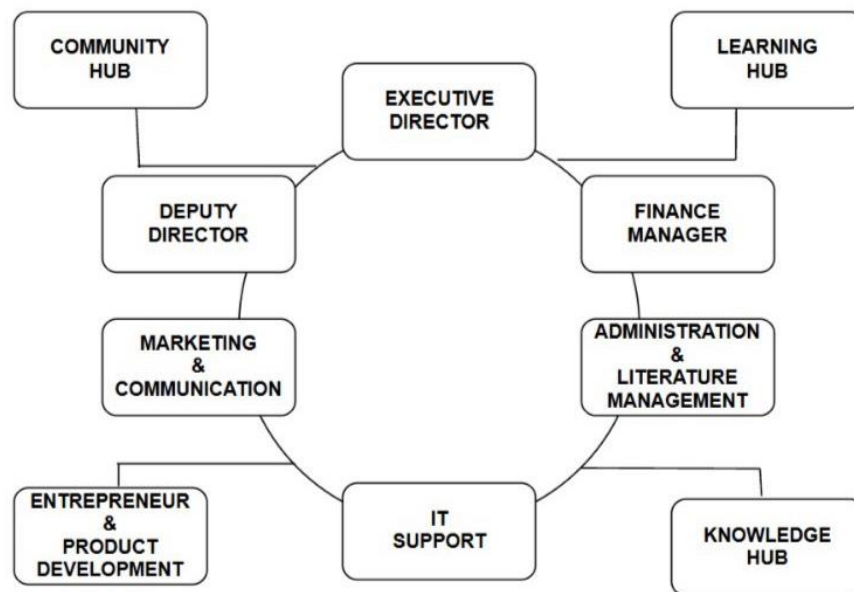 COMMUNITY
HUB
LEARNING
HUB
EXECUTIVE
DIRECTOR
DEPUTY
DIRECTOR
FINANCE
MANAGER
MARKETING
&
COMMUNICATION
ADMINISTRATION
&
LITERATURE
MANAGEMENT
ENTREPRENEUR
&
PRODUCT
DEVELOPMENT
IT
SUPPORT
KNOWLEDGE
HUB